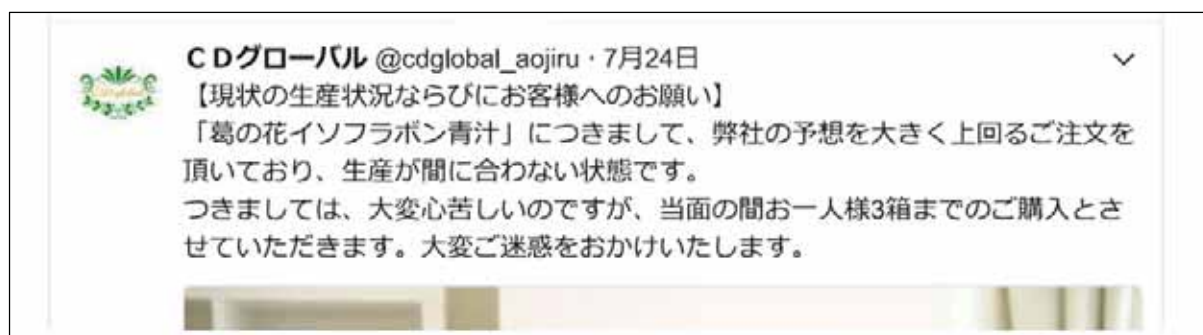 CDグローバル @cdglobal_aojiru · 7月24日
【現状の生産状況ならびにお客様へのお願い】
「葛の花イソフラボン青汁」につきまして、弊社の予想を大きく上回るご注文を
頂いており、生産が間に合わない状態です。
つきましては、大変心苦しいのですが、当面の間お一人様3箱までのご購入とさ
せていただきます。大変ご迷惑をおかけいたします。